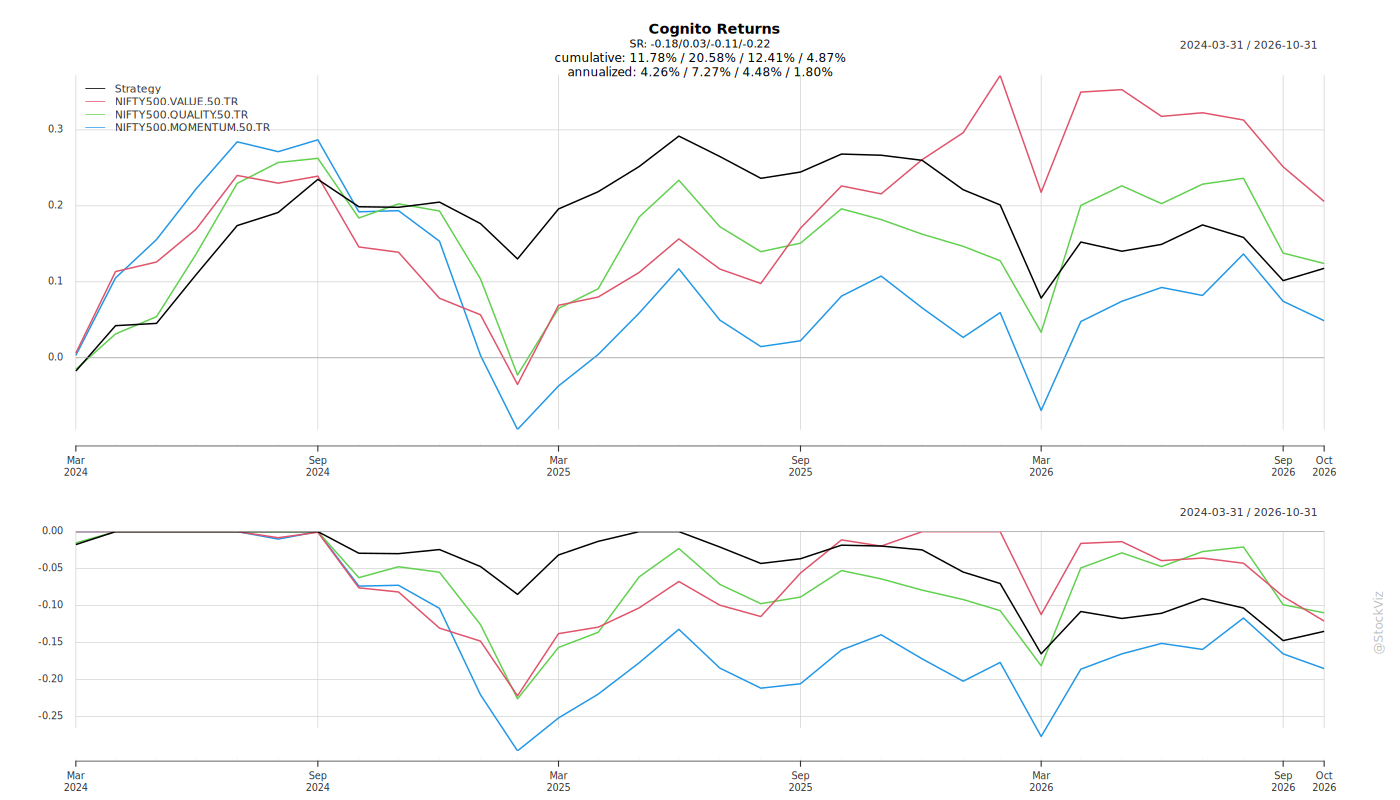 Cognito Returns
SR: -0.18/0.03/-0.11/-0.22
cumulative: 11.78% / 20.58% / 12.41% / 4.87%
annualized: 4.26% / 7.27% / 4.48% / 1.80%
2024-03-31 / 2026-10-31
Strategy
NIFTY500.VALUE.50.TR
NIFTY500.QUALITY.50.TR
NIFTY500.MOMENTUM.50.TR
0.3
0.2
0.1
0.0
Mar Sep Mar Sep Mar Sep Oct
2024 2024 2025 2025 2026 2026 2026
2024-03-31 / 2026-10-31
0.00
-0.05
-0.10
-0.15
-0.20
-0.25
Mar Sep Mar Sep Mar Sep Oct
2024 2024 2025 2025 2026 2026 2026
@StockViz